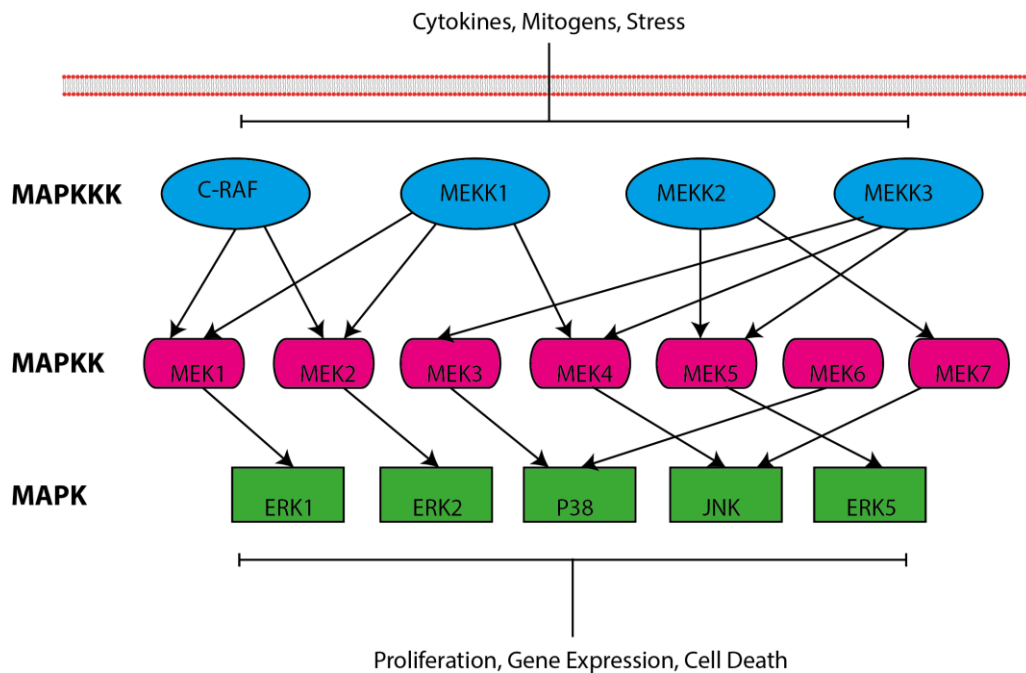 Cytokines, Mitogens, Stress
MAPKKK
C-RAF
MEKK1
MEKK2
MEKK3
MAPKK
MEK1
MEK2
MEK3
MEK4
MEK5
MEK6
MEK7
MAPK
ERK1
ERK2
P38
JNK
ERK5
Proliferation, Gene Expression, Cell Death